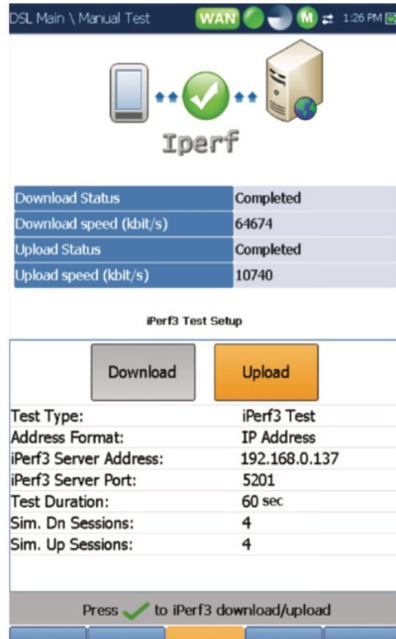 DSL Main \ Manual Test WAN M 1:26 PM
Iperf
Download Status Completed
Download speed (kbit/s) 64674
Upload Status Completed
Upload speed (kbit/s) 10740
iPerf3 Test Setup
Download Upload
Test Type: iPerf3 Test
Address Format: IP Address
iPerf3 Server Address: 192.168.0.137
iPerf3 Server Port: 5201
Test Duration: 60 sec
Sim. Dn Sessions: 4
Sim. Up Sessions: 4
Press to iPerf3 download/upload